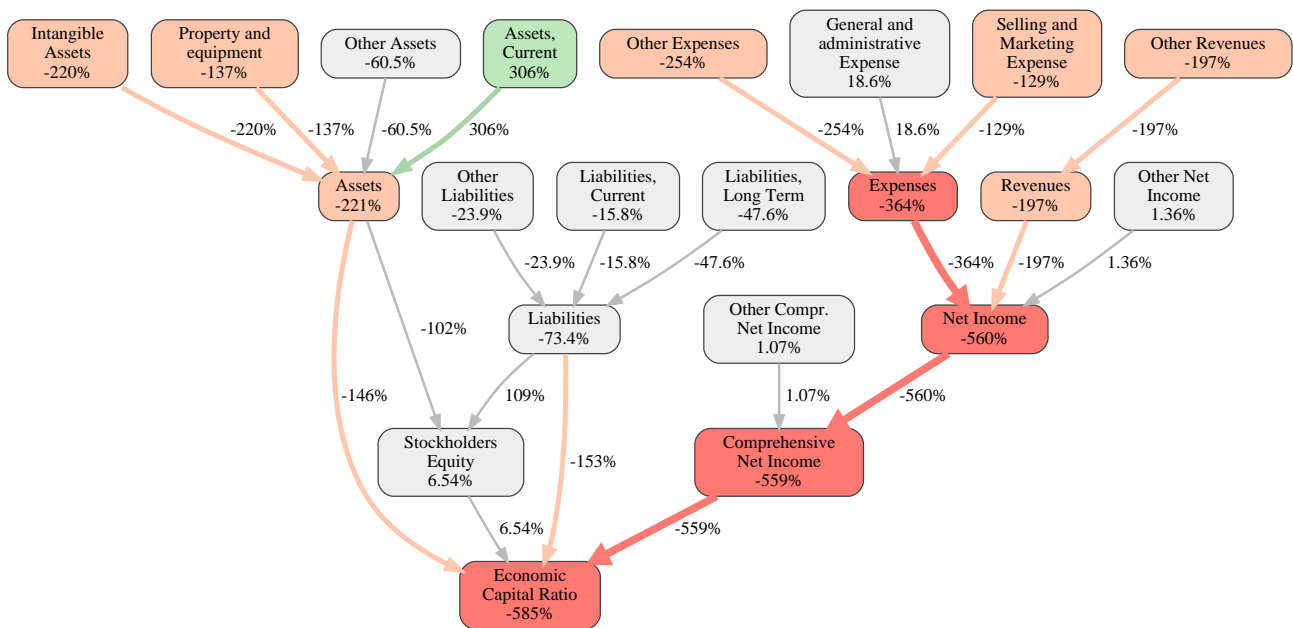 Intangible
Assets
-220%
Property and
equipment
-137%
Other Assets
-60.5%
Assets,
Current
306%
Other Expenses
-254%
General and
administrative
Expense
18.6%
Selling and
Marketing
Expense
-129%
Other Revenues
-197%
-220%
-137%
-60.5%
306%
-254%
18.6%
-129%
-197%
Assets
-221%
Other
Liabilities
-23.9%
Liabilities,
Current
-15.8%
Liabilities,
Long Term
-47.6%
Expenses
-364%
Revenues
-197%
Other Net
Income
1.36%
-23.9%
-15.8%
-47.6%
-364%
-197%
1.36%
Liabilities
-73.4%
Other Compr.
Net Income
1.07%
Net Income
-560%
-102%
-146%
109%
1.07%
-560%
Stockholders
Equity
6.54%
-153%
Comprehensive
Net Income
-559%
6.54%
-559%
Economic
Capital Ratio
-585%